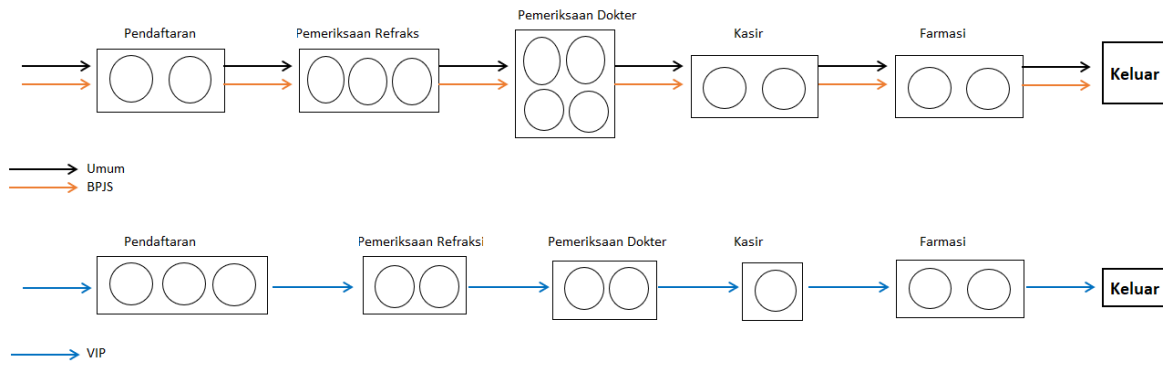 Pemeriksaan Dokter
Pendaftaran
Pemeriksaan Refraks
Kasir
Farmasi
Keluar
Umum
BPJS
Pendaftaran
Pemeriksaan Refraksi
Pemeriksaan Dokter
Kasir
Farmasi
Keluar
VIP